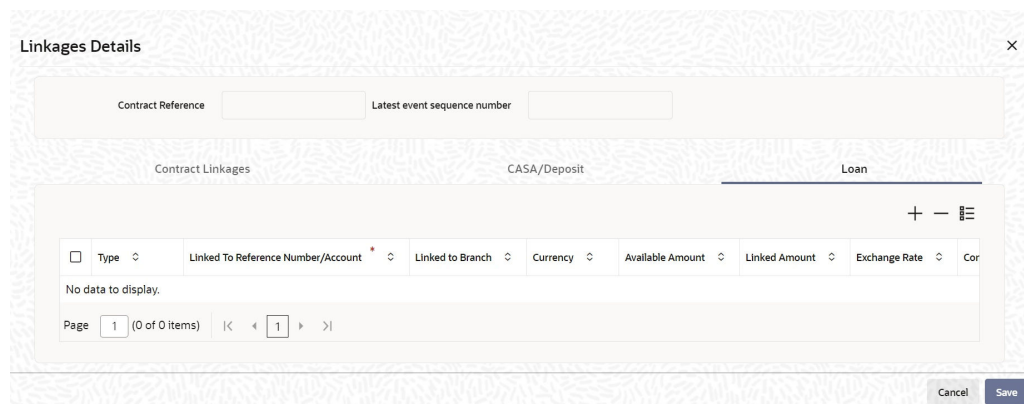 Linkages Details
Contract Reference Latest event sequence number
Contract Linkages CASA/Deposit Loan
Type Linked To Reference Number/Account * Linked to Branch Currency Available Amount Linked Amount Exchange Rate Cor
No data to display.
Page 1 (0 of 0 items) 1
Cancel Save